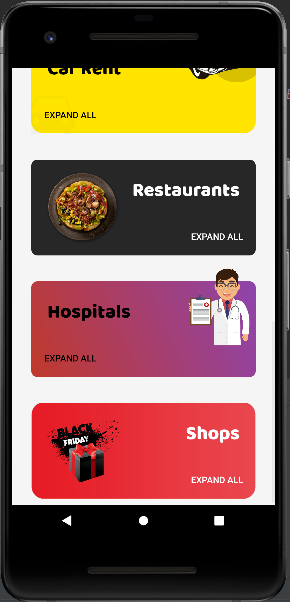 Car Rent
EXPAND ALL
Restaurants
EXPAND ALL
Hospitals
EXPAND ALL
BLACK
FRIDAY
Shops
EXPAND ALL